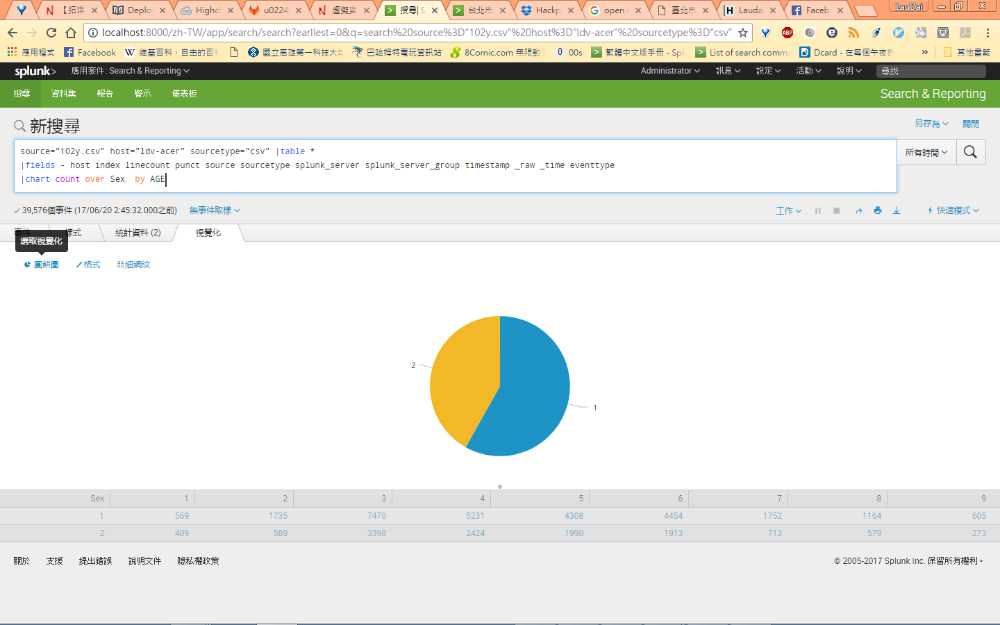 LauDai
【拓墣
Deploy
Highch
u0224
虛擬貨
搜尋| S
台北市
Hackp
open
臺北市
Lauda
Faceb
localhost:8000/zh-TW/app/search/search?earliest=0&q=search%20source%3D"102y.csv"%20host%3D"ldv-acer"%20sourcetype%3D"csv"
應用程式
Facebook
維基百科，自由的百科
國立高雄第一科技大學
巴哈姆特電玩資訊站
8Comic.com 無限動
00s
繁體中文版手冊 - Spl
List of search comma
Dcard - 在每個午夜
»
其他書籤
splunk>
應用套件: Search & Reporting
Administrator
訊息
設定
活動
說明
尋找
搜尋
資料集
報告
警示
儀表板
Search & Reporting
新搜尋
另存為
關閉
source="102y.csv" host="ldv-acer" sourcetype="csv" |table *
|fields - host index linecount punct source sourcetype splunk_server splunk_server_group timestamp _raw _time eventtype
|chart count over Sex  by AGE
所有時間
39,576個事件 (17/06/20 2:45:32.000之前)
無事件取樣
工作
快速模式
事件
樣式
統計資料 (2)
視覺化
選取視覺化
圓餅圖
格式
細網紋
2
1
Sex 1 2 3 4 5 6 7 8 9
1 569 1735 7470 5231 4308 4454 1752 1164 605
2 409 589 3398 2424 1990 1913 713 579 273
關於
支援
提出錯誤
說明文件
隱私權政策
© 2005-2017 Splunk Inc. 保留所有權利。